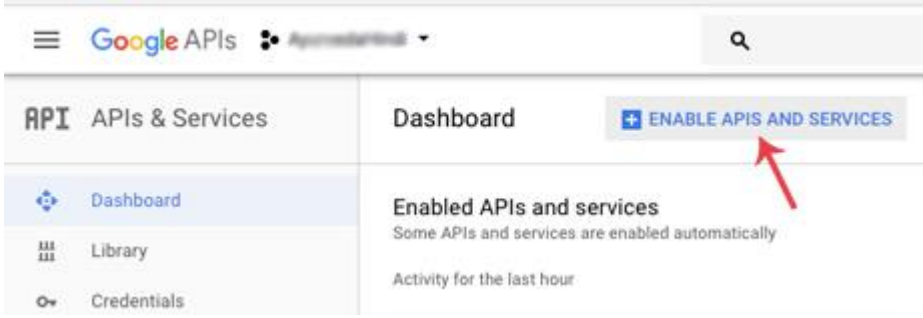 Google APIs
API APIs & Services
Dashboard
ENABLE APIS AND SERVICES
Dashboard
Library
Credentials
Enabled APIs and services
Some APIs and services are enabled automatically
Activity for the last hour